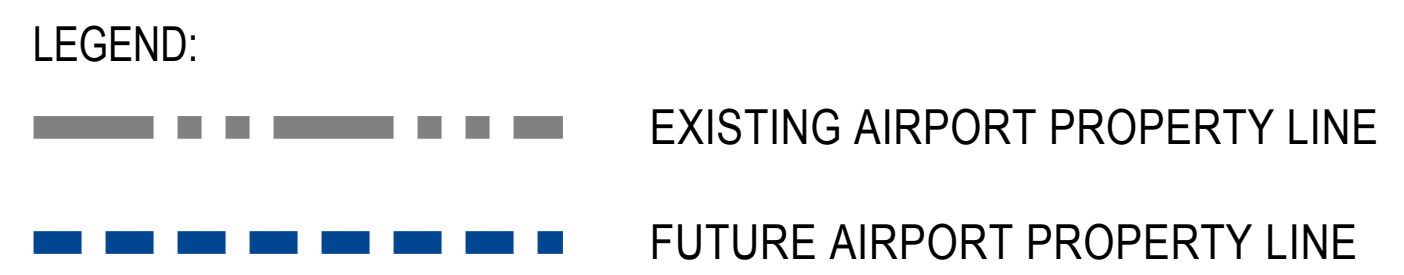 LEGEND:
EXISTING AIRPORT PROPERTY LINE
FUTURE AIRPORT PROPERTY LINE